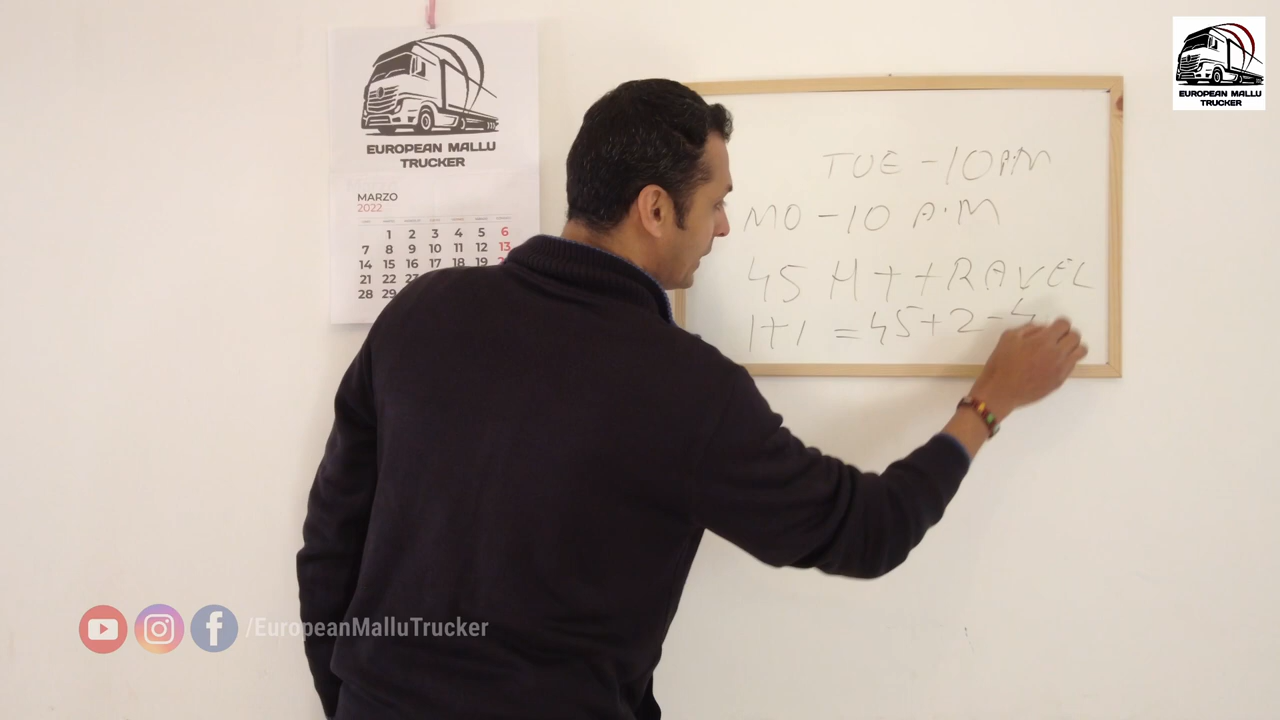 EUROPEAN MALLU
TRUCKER
MARZO
2022
1 2 3 4 5 6
7 8 9 10 11 12 13
14 15 16 17 18 19
21 22
28 29
TUE - 10 P.M
MO - 10 P.M
45 H + TRAVEL
1+1 = 45+2 - 4
EUROPEAN MALLU
TRUCKER
/EuropeanMalluTrucker